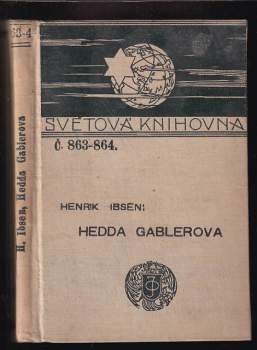 H. Ibsen, Hedda Gablerova
SVĚTOVÁ KNIHOVNA
Č. 863-864.
HENRIK IBSEN:
HEDDA GABLEROVA